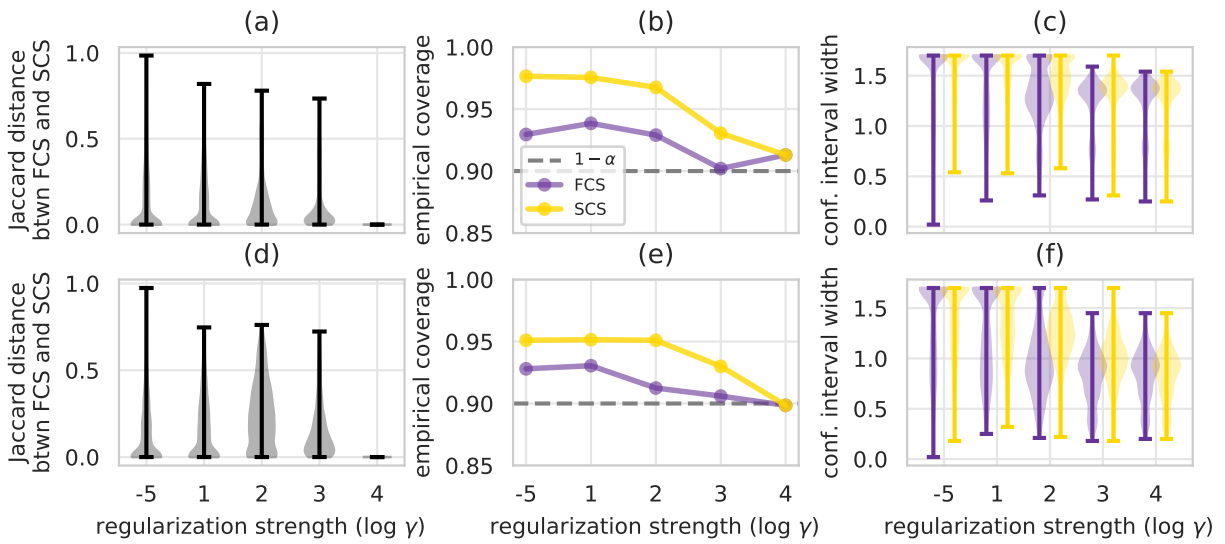 (a)
Jaccard distance
btwn FCS and SCS
1.0
0.5
0.0
(b)
empirical coverage
1.00
0.95
0.90
0.85
1 − α
FCS
SCS
(c)
conf. interval width
1.5
1.0
0.5
0.0
(d)
Jaccard distance
btwn FCS and SCS
1.0
0.5
0.0
-5 1 2 3 4
regularization strength (log γ)
(e)
empirical coverage
1.00
0.95
0.90
0.85
-5 1 2 3 4
regularization strength (log γ)
(f)
conf. interval width
1.5
1.0
0.5
0.0
-5 1 2 3 4
regularization strength (log γ)